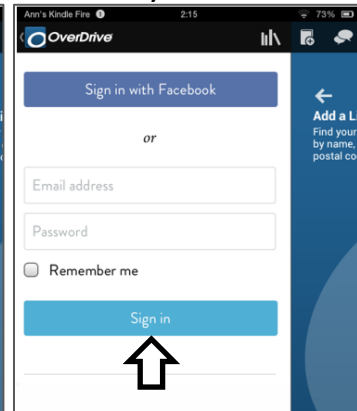 Ann's Kindle Fire 1 2:15 73%
OverDrive
Sign in with Facebook
or
Email address
Password
Remember me
Sign in
Add a L
Find your
by name,
postal co